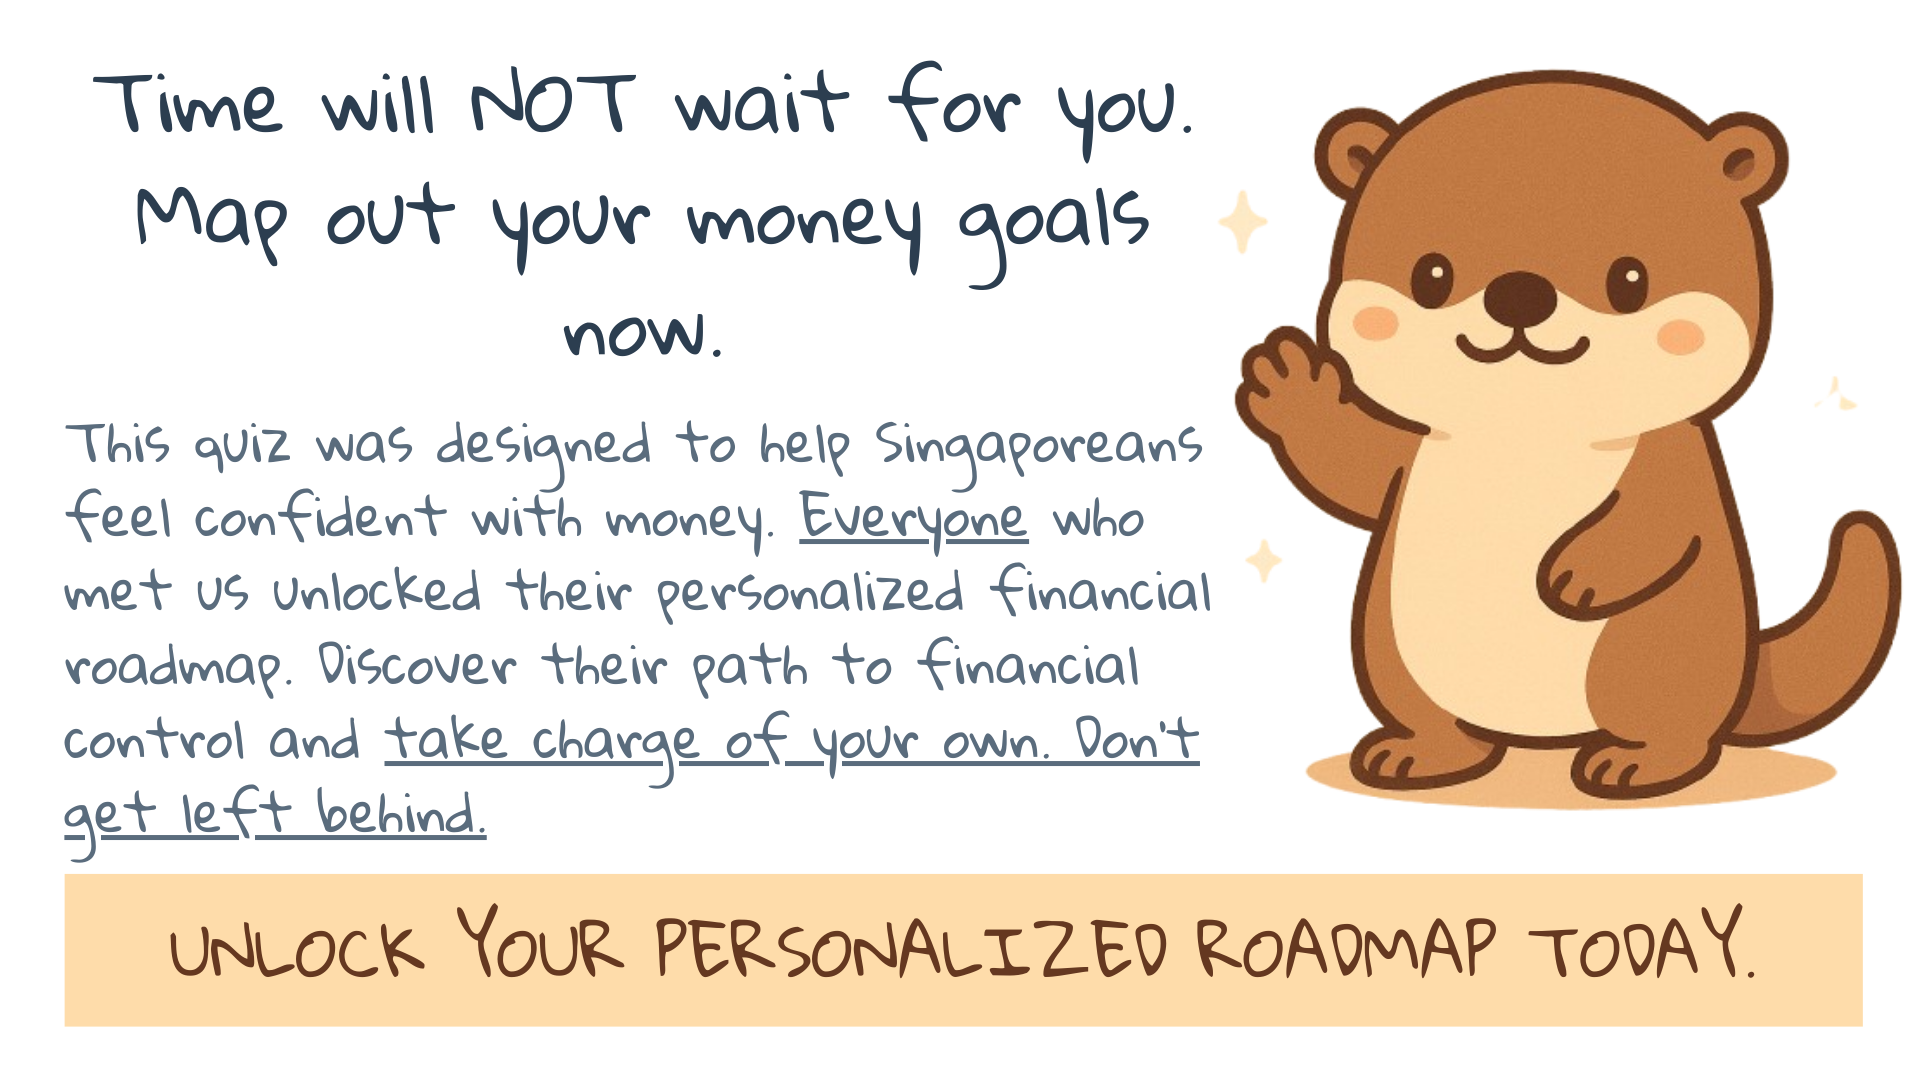 Time will NOT wait for you.
Map out your money goals
now.
This quiz was designed to help Singaporeans
feel confident with money. Everyone who
met us unlocked their personalized financial
roadmap. Discover their path to financial
control and take charge of your own. Don't
get left behind.
UNLOCK YOUR PERSONALIZED ROADMAP TODAY.